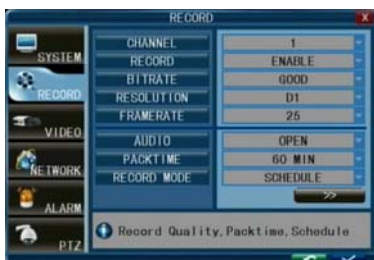 RECORD X
SYSTEM
RECORD
VIDEO
NETWORK
ALARM
PTZ
CHANNEL 1
RECORD ENABLE
BITRATE GOOD
RESOLUTION D1
FRAMERATE 25
AUDIO OPEN
PACKTIME 60 MIN
RECORD MODE SCHEDULE
>>
Record Quality, Packtime, Schedule